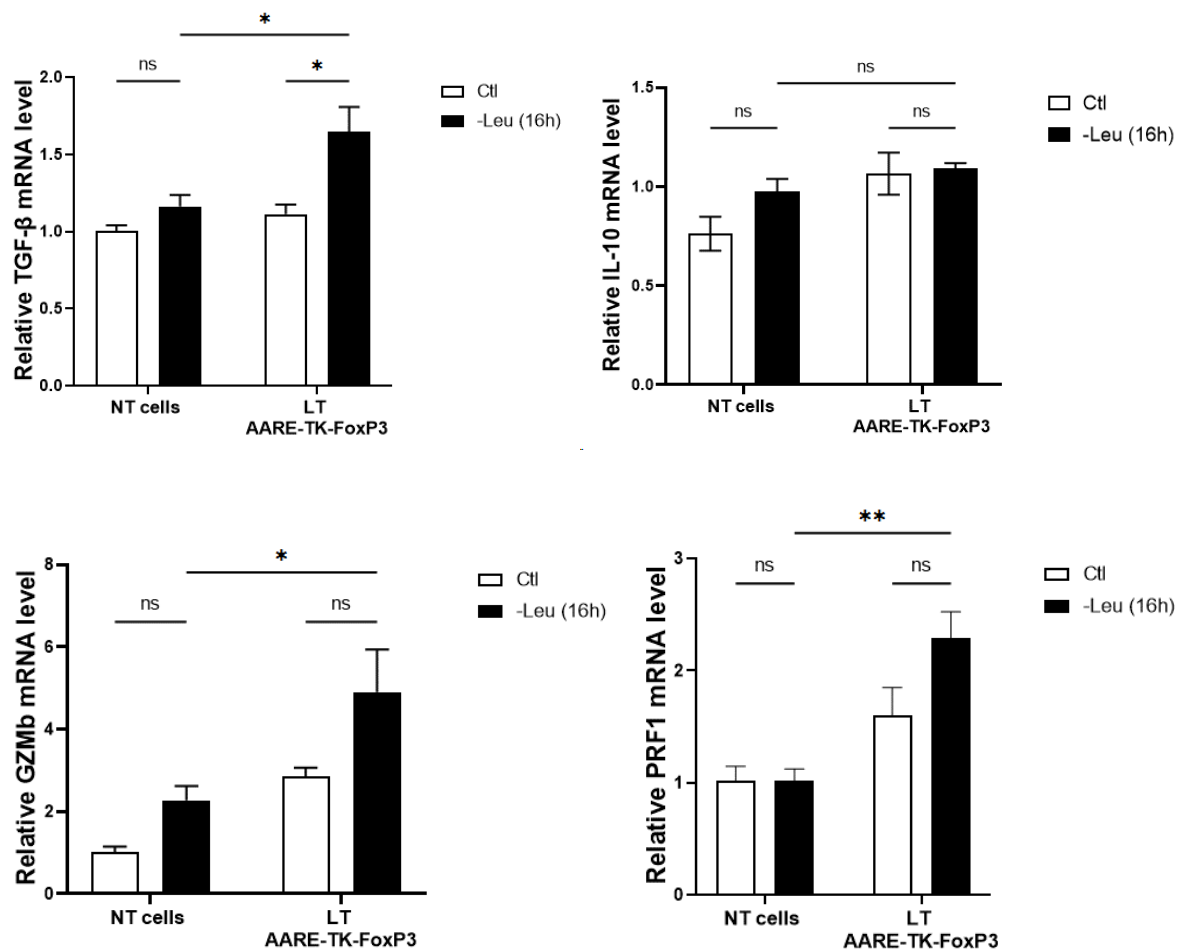 *
ns
*
2.0
1.5
1.0
0.5
0.0
Relative TGF-β mRNA level
NT cells
LT
AARE-TK-FoxP3
Ctl
-Leu (16h)
ns
ns
ns
1.5
1.0
0.5
0.0
Relative IL-10 mRNA level
NT cells
LT
AARE-TK-FoxP3
Ctl
-Leu (16h)
*
ns
ns
8
6
4
2
0
Relative GZMb mRNA level
NT cells
LT
AARE-TK-FoxP3
Ctl
-Leu (16h)
**
ns
ns
3
2
1
0
Relative PRF1 mRNA level
NT cells
LT
AARE-TK-FoxP3
Ctl
-Leu (16h)